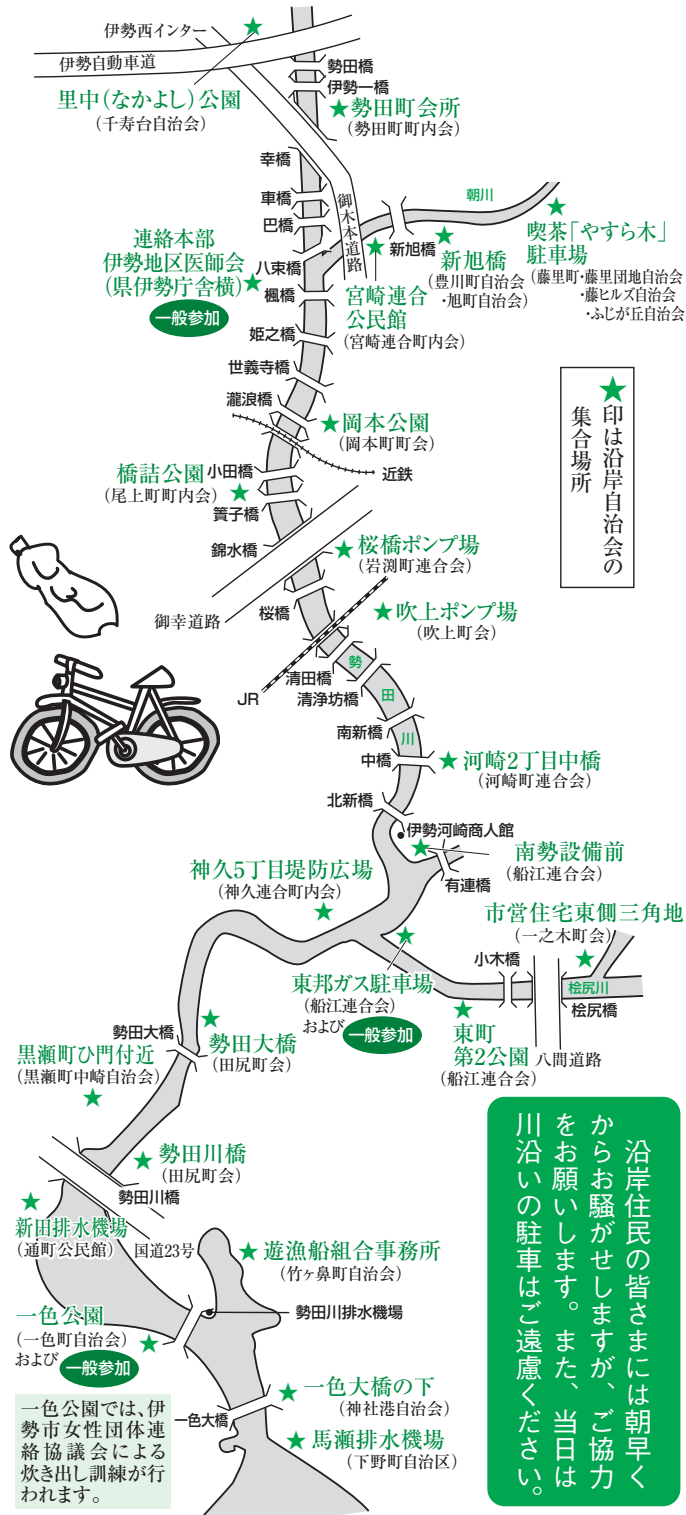 伊勢西インター
伊勢自動車道
勢田橋
伊勢一橋
里中（なかよし）公園
（千寿台自治会）
★勢田町会所
（勢田町町内会）
幸橋
車橋
巴橋
御木本道路
朝川
新旭橋
喫茶「やすら木」
駐車場
（藤里町・藤里団地自治会
・藤ヒルズ自治会
・ふじが丘自治会）
新旭橋
（豊川町自治会
・旭町自治会）
連絡本部
伊勢地区医師会
（県伊勢庁舎横）★
一般参加
八束橋
楓橋
宮崎連合
公民館
（宮崎連合町内会）
姫之橋
世義寺橋
瀧浪橋
★岡本公園
（岡本町町会）
★印は沿岸自治会の
集合場所
近鉄
橋詰公園
（尾上町町内会）★
小田橋
簀子橋
錦水橋
★桜橋ポンプ場
（岩渕町連合会）
御幸道路
桜橋
★吹上ポンプ場
（吹上町会）
JR
清田橋
清浄坊橋
勢
田
川
南新橋
中橋
★河崎2丁目中橋
（河崎町連合会）
北新橋
伊勢河崎商人館
南勢設備前
（船江連合会）
有連橋
神久5丁目堤防広場
（神久連合町内会）
市営住宅東側三角地
（一之木町会）
小木橋
桧尻川
桧尻橋
東邦ガス駐車場
（船江連合会）
および 一般参加
東町
第2公園
（船江連合会）
八間道路
勢田大橋
★勢田大橋
（田尻町会）
黒瀬町ひ門付近
（黒瀬町中崎自治会）
★勢田川橋
（田尻町会）
勢田川橋
新田排水機場
（通町公民館）
国道23号
★遊漁船組合事務所
（竹ヶ鼻町自治会）
勢田川排水機場
一色公園
（一色町自治会）★
および 一般参加
★一色大橋の下
（神社港自治会）
一色大橋
★馬瀬排水機場
（下野町自治区）
一色公園では、伊
勢市女性団体連
絡協議会による
炊き出し訓練が行
われます。
沿岸住民の皆さまには朝早く
からお騒がせしますが、ご協力
をお願いします。また、当日は
川沿いの駐車はご遠慮ください。